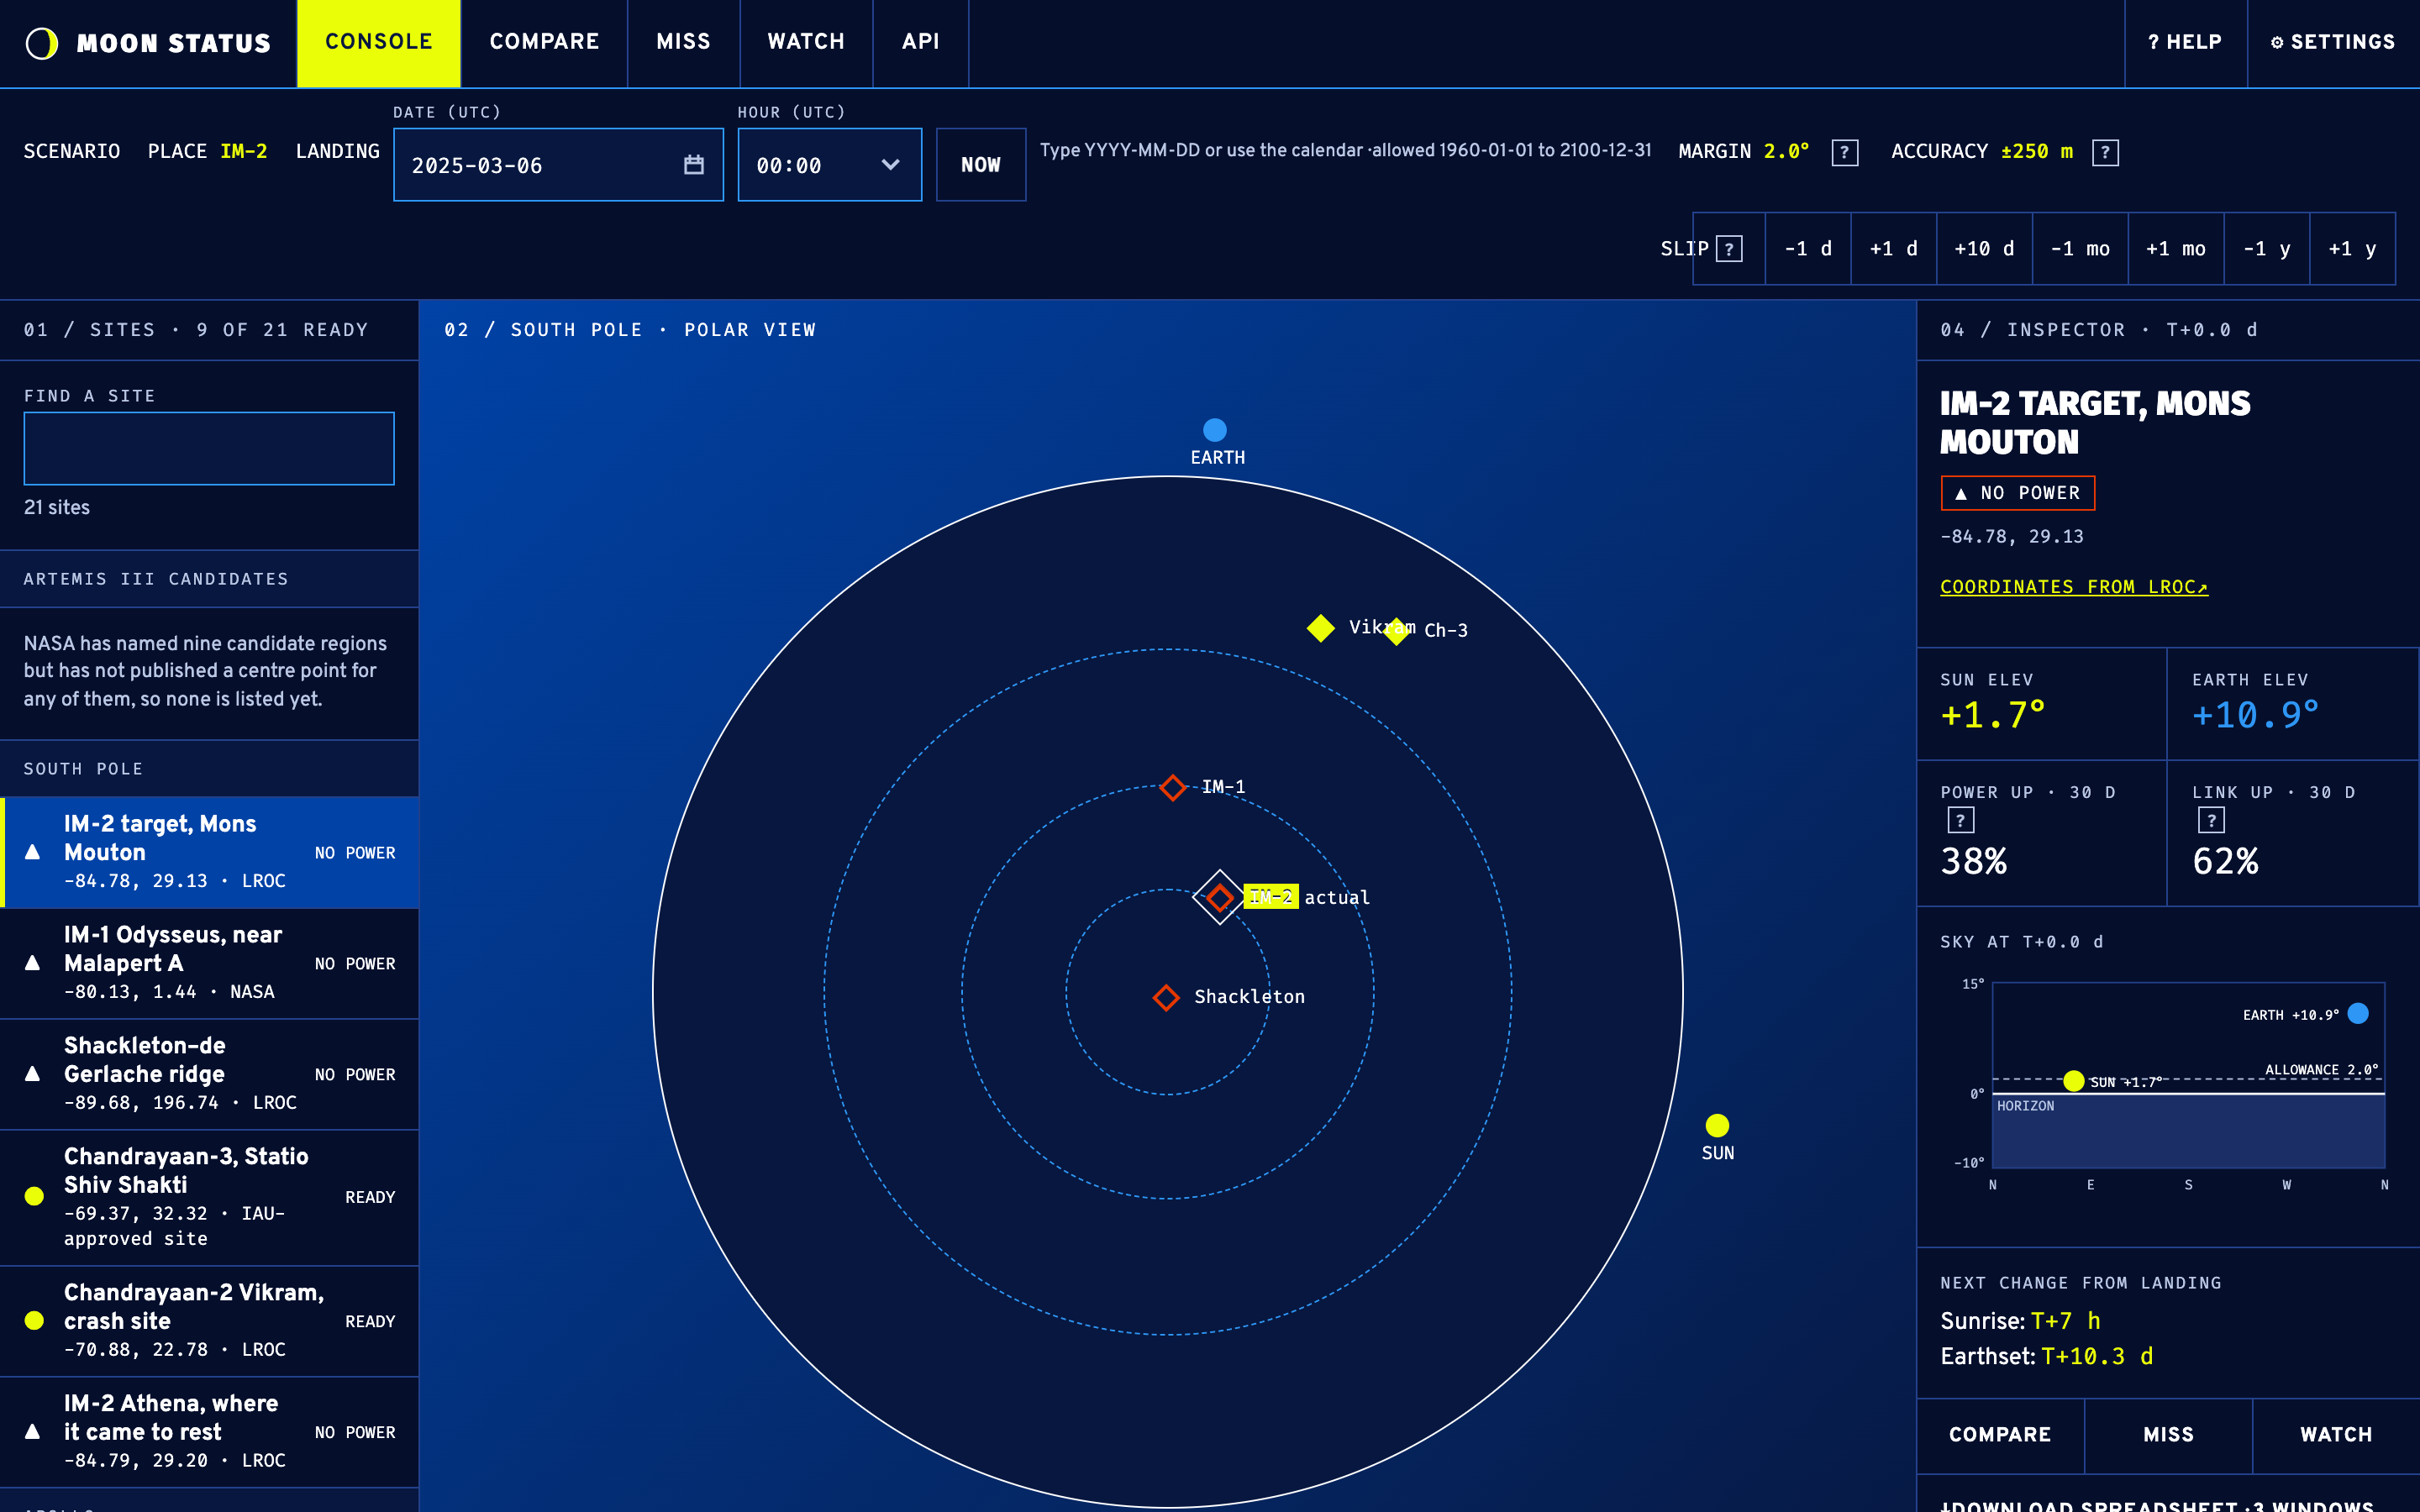 MOON STATUS
CONSOLE
COMPARE
MISS
WATCH
API
? HELP
⚙ SETTINGS
DATE (UTC)
HOUR (UTC)
SCENARIO
PLACE IM-2
LANDING
2025-03-06
00:00
NOW
Type YYYY-MM-DD or use the calendar ·allowed 1960-01-01 to 2100-12-31
MARGIN 2.0° ?
ACCURACY ±250 m ?
SLIP ?
-1 d
+1 d
+10 d
-1 mo
+1 mo
-1 y
+1 y
01 / SITES · 9 OF 21 READY
FIND A SITE
21 sites
ARTEMIS III CANDIDATES
NASA has named nine candidate regions
but has not published a centre point for
any of them, so none is listed yet.
SOUTH POLE
IM-2 target, Mons
Mouton
-84.78, 29.13 · LROC
NO POWER
IM-1 Odysseus, near
Malapert A
-80.13, 1.44 · NASA
NO POWER
Shackleton–de
Gerlache ridge
-89.68, 196.74 · LROC
NO POWER
Chandrayaan-3, Statio
Shiv Shakti
-69.37, 32.32 · IAU-
approved site
READY
Chandrayaan-2 Vikram,
crash site
-70.88, 22.78 · LROC
READY
IM-2 Athena, where
it came to rest
-84.79, 29.20 · LROC
NO POWER
02 / SOUTH POLE · POLAR VIEW
EARTH
Vikram
Ch-3
IM-1
IM-2 actual
Shackleton
SUN
04 / INSPECTOR · T+0.0 d
IM-2 TARGET, MONS
MOUTON
▲ NO POWER
-84.78, 29.13
COORDINATES FROM LROC↗
SUN ELEV
+1.7°
EARTH ELEV
+10.9°
POWER UP · 30 D
?
38%
LINK UP · 30 D
?
62%
SKY AT T+0.0 d
15°
EARTH +10.9°
ALLOWANCE 2.0°
SUN +1.7°
0°
HORIZON
-10°
N E S W N
NEXT CHANGE FROM LANDING
Sunrise: T+7 h
Earthset: T+10.3 d
COMPARE
MISS
WATCH
↓DOWNLOAD SPREADSHEET ·3 WINDOWS